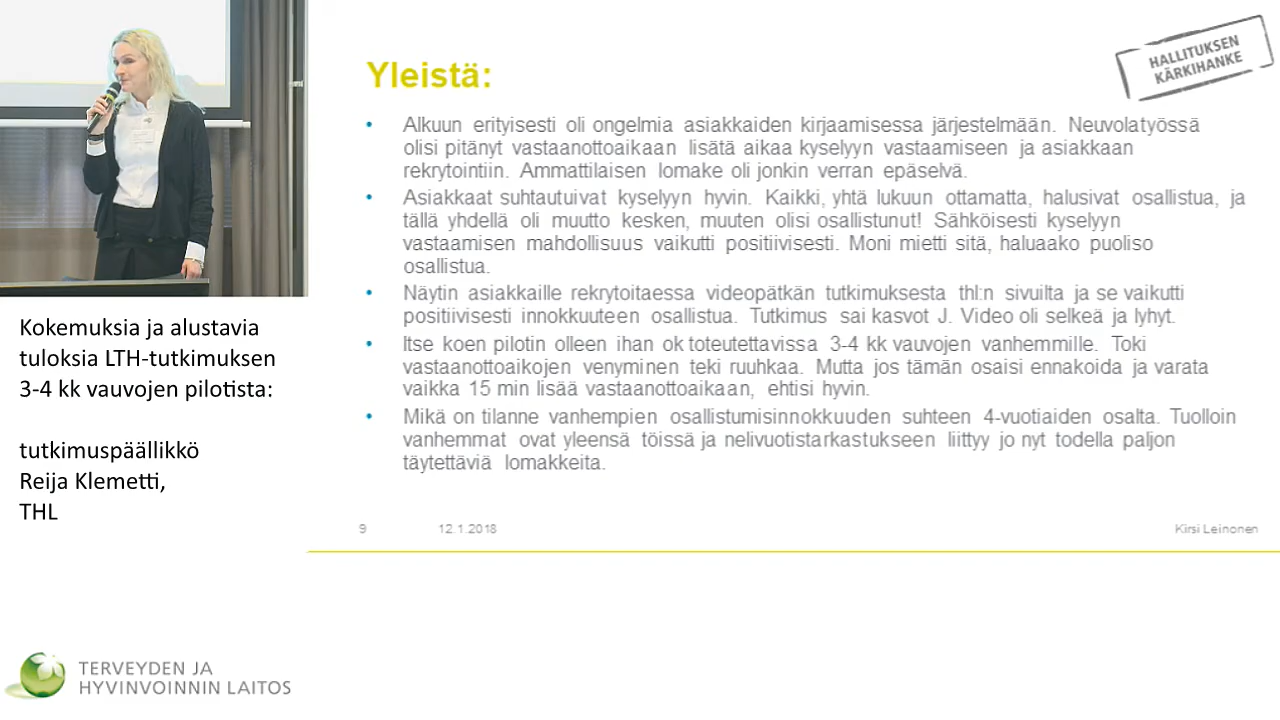 HALLITUKSEN
KÄRKIHANKE
Yleistä:
• Alkuun erityisesti oli ongelmia asiakkaiden kirjaamisessa järjestelmään. Neuvolatyössä
olisi pitänyt vastaanottoaikaan lisätä aikaa kyselyyn vastaamiseen ja asiakkaan
rekrytointiin. Ammattilaisen lomake oli jonkin verran epäselvä.
• Asiakkaat suhtautuivat kyselyyn hyvin. Kaikki, yhtä lukuun ottamatta, halusivat osallistua, ja
tällä yhdellä oli muutto kesken, muuten olisi osallistunut! Sähköisesti kyselyyn
vastaamisen mahdollisuus vaikutti positiivisesti. Moni mietti sitä, haluaako puoliso
osallistua.
• Näytin asiakkaille rekrytoitaessa videopätkän tutkimuksesta thl:n sivuilta ja se vaikutti
positiivisesti innokkuuteen osallistua. Tutkimus sai kasvot J. Video oli selkeä ja lyhyt.
• Itse koen pilotin olleen ihan ok toteutettavissa 3-4 kk vauvojen vanhemmille. Toki
vastaanottoaikojen venyminen teki ruuhkaa. Mutta jos tämän osaisi ennakoida ja varata
vaikka 15 min lisää vastaanottoaikaan, ehtisi hyvin.
• Mikä on tilanne vanhempien osallistumisinnokkuuden suhteen 4-vuotiaiden osalta. Tuolloin
vanhemmat ovat yleensä töissä ja nelivuotistarkastukseen liittyy jo nyt todella paljon
täytettäviä lomakkeita.
9 12.1.2018 Kirsi Leinonen
Kokemuksia ja alustavia
tuloksia LTH-tutkimuksen
3-4 kk vauvojen pilotista:
tutkimuspäällikkö
Reija Klemetti,
THL
TERVEYDEN JA
HYVINVOINNIN LAITOS